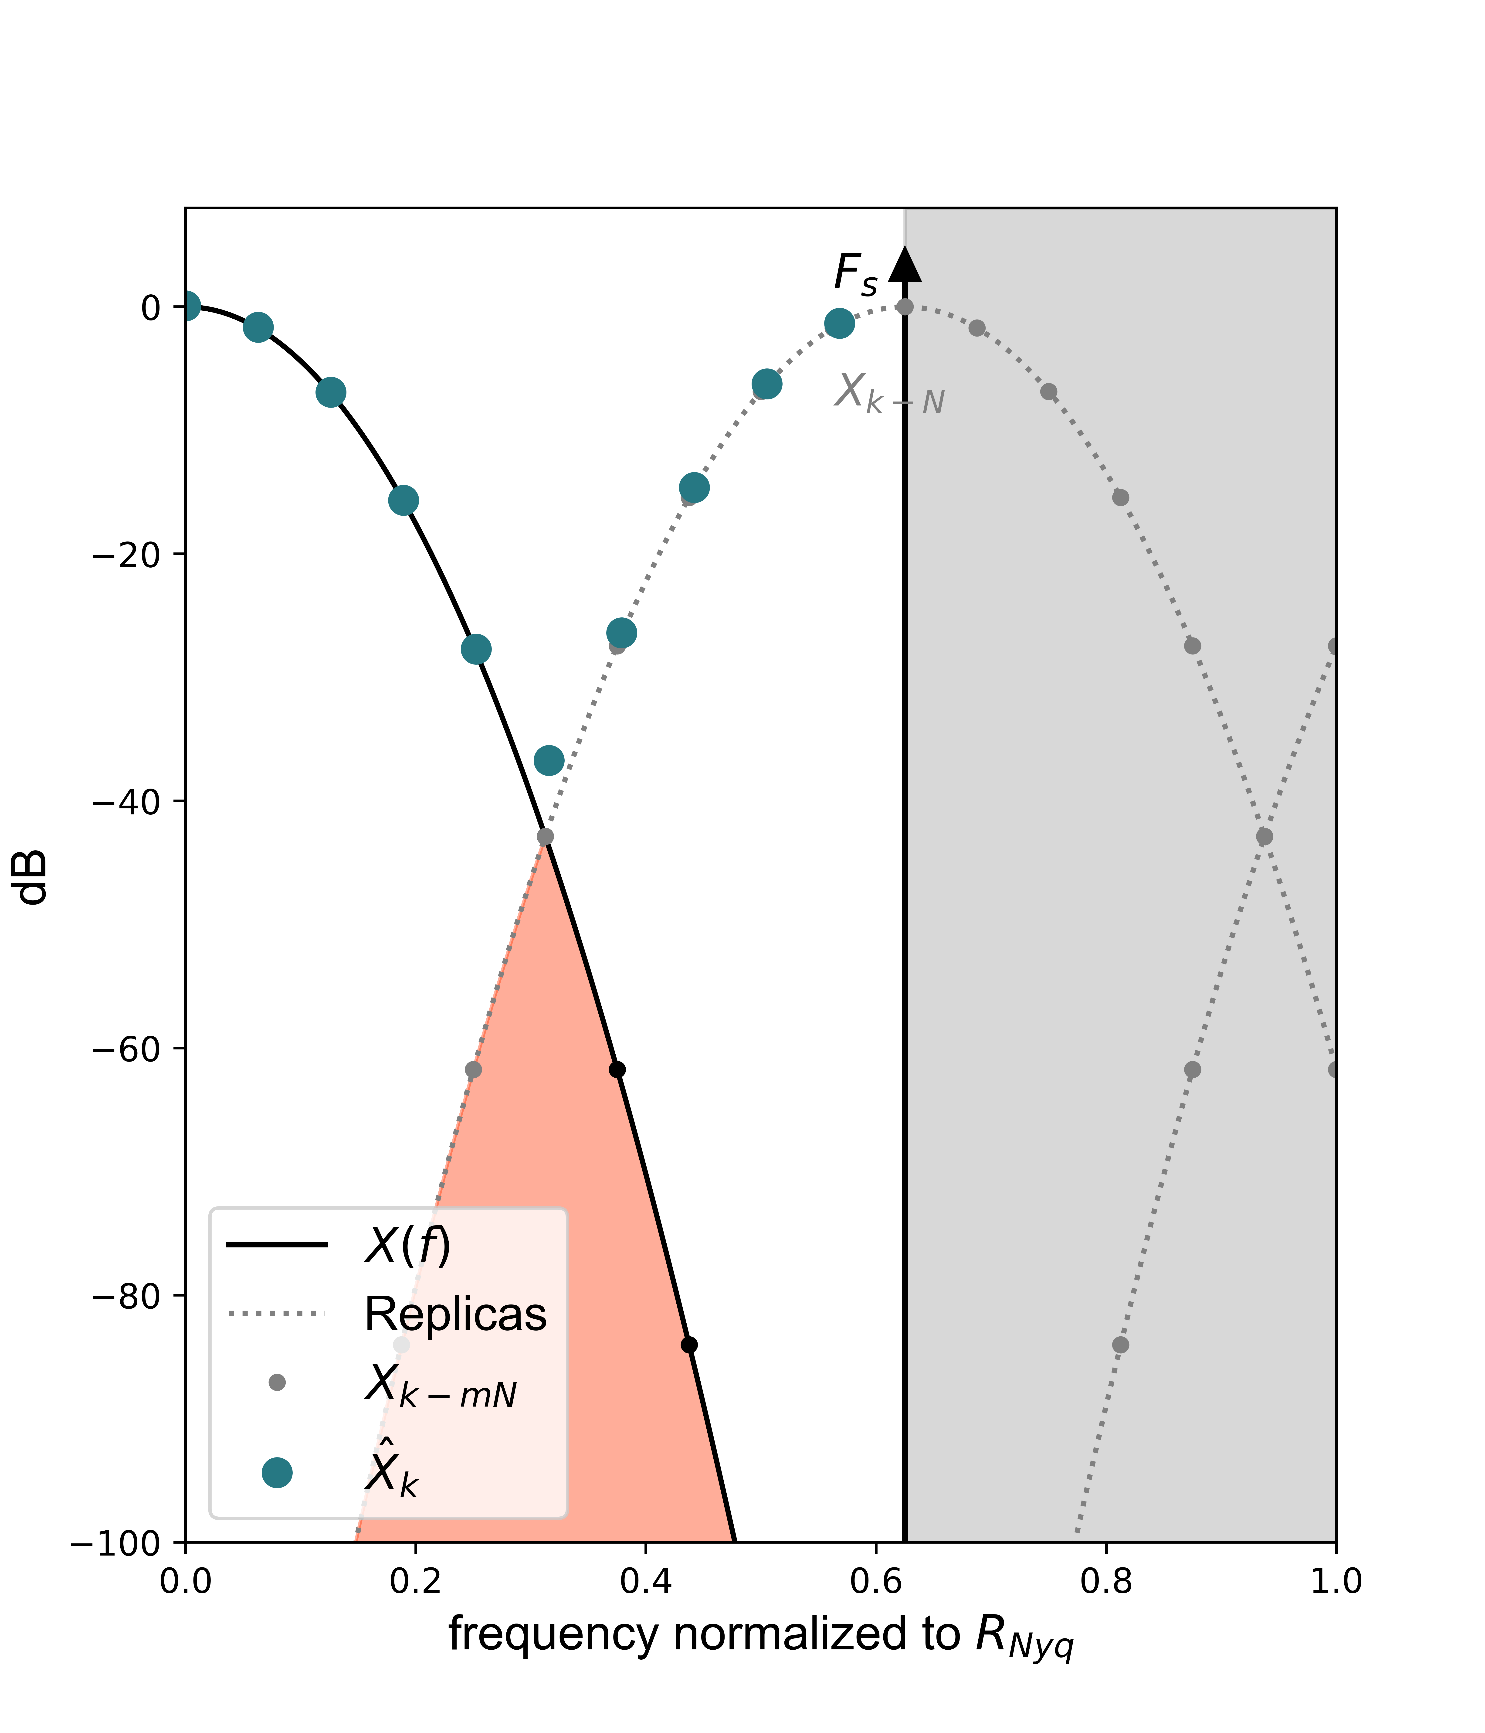 F_s
X_{k−N}
0
−20
−40
−60
−80
−100
dB
X(f)
Replicas
X_{k−mN}
X̂_k
0.0 0.2 0.4 0.6 0.8 1.0
frequency normalized to R_{Nyq}